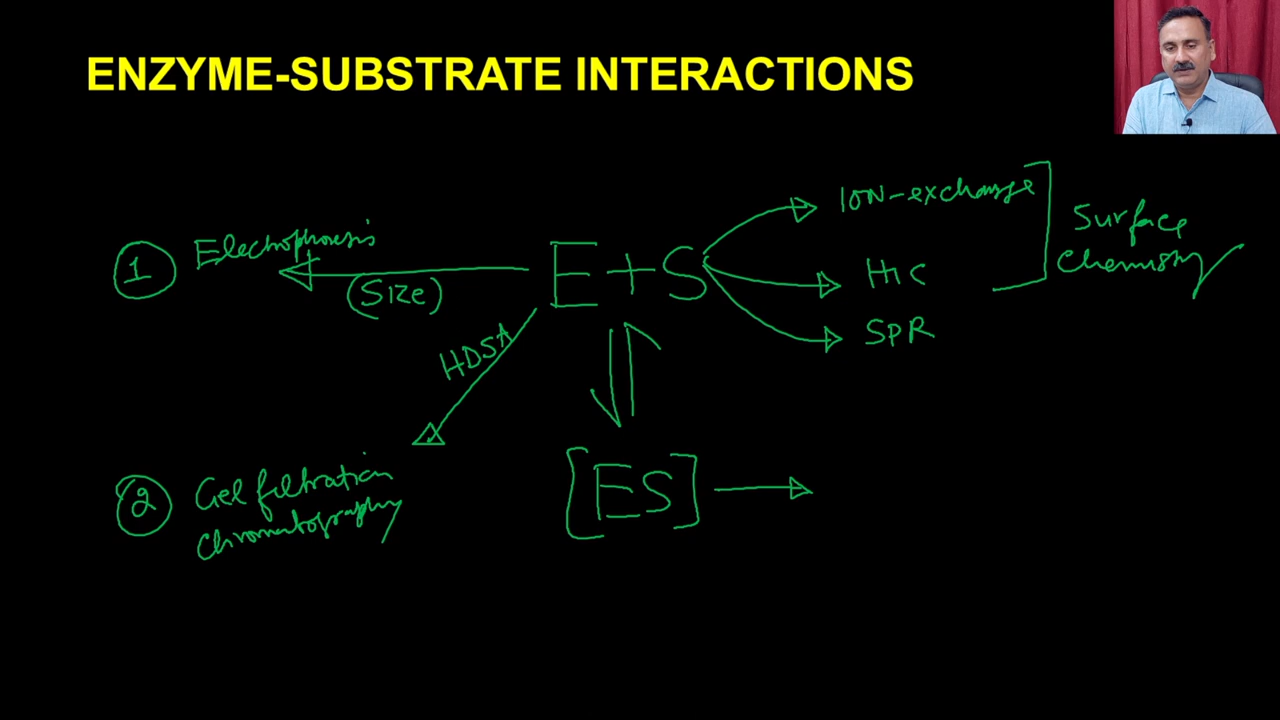 ENZYME-SUBSTRATE INTERACTIONS
1 Electrophoresis
(Size)
E+S
ION-exchange
HIC
SPR
Surface
Chemistry
HDSA
2 Gel filtration
chromatography
[ES]